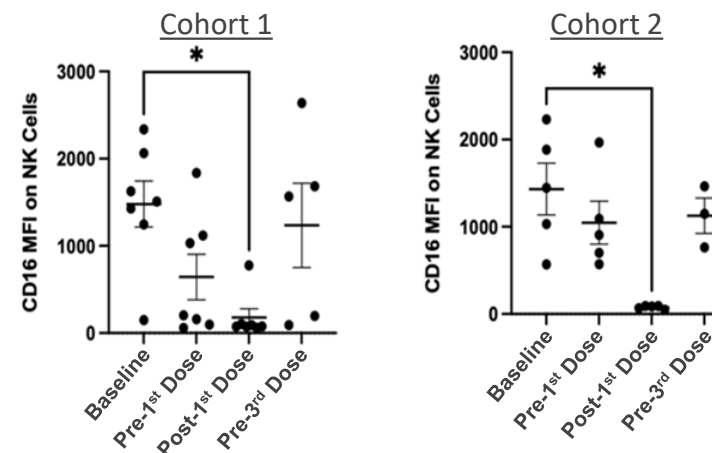 Cohort 1
*
3000
2000
1000
0
CD16 MFI on NK Cells
Baseline
Pre-1st Dose
Post-1st Dose
Pre-3rd Dose
Cohort 2
*
3000
2000
1000
0
CD16 MFI on NK Cells
Baseline
Pre-1st Dose
Post-1st Dose
Pre-3rd Dose